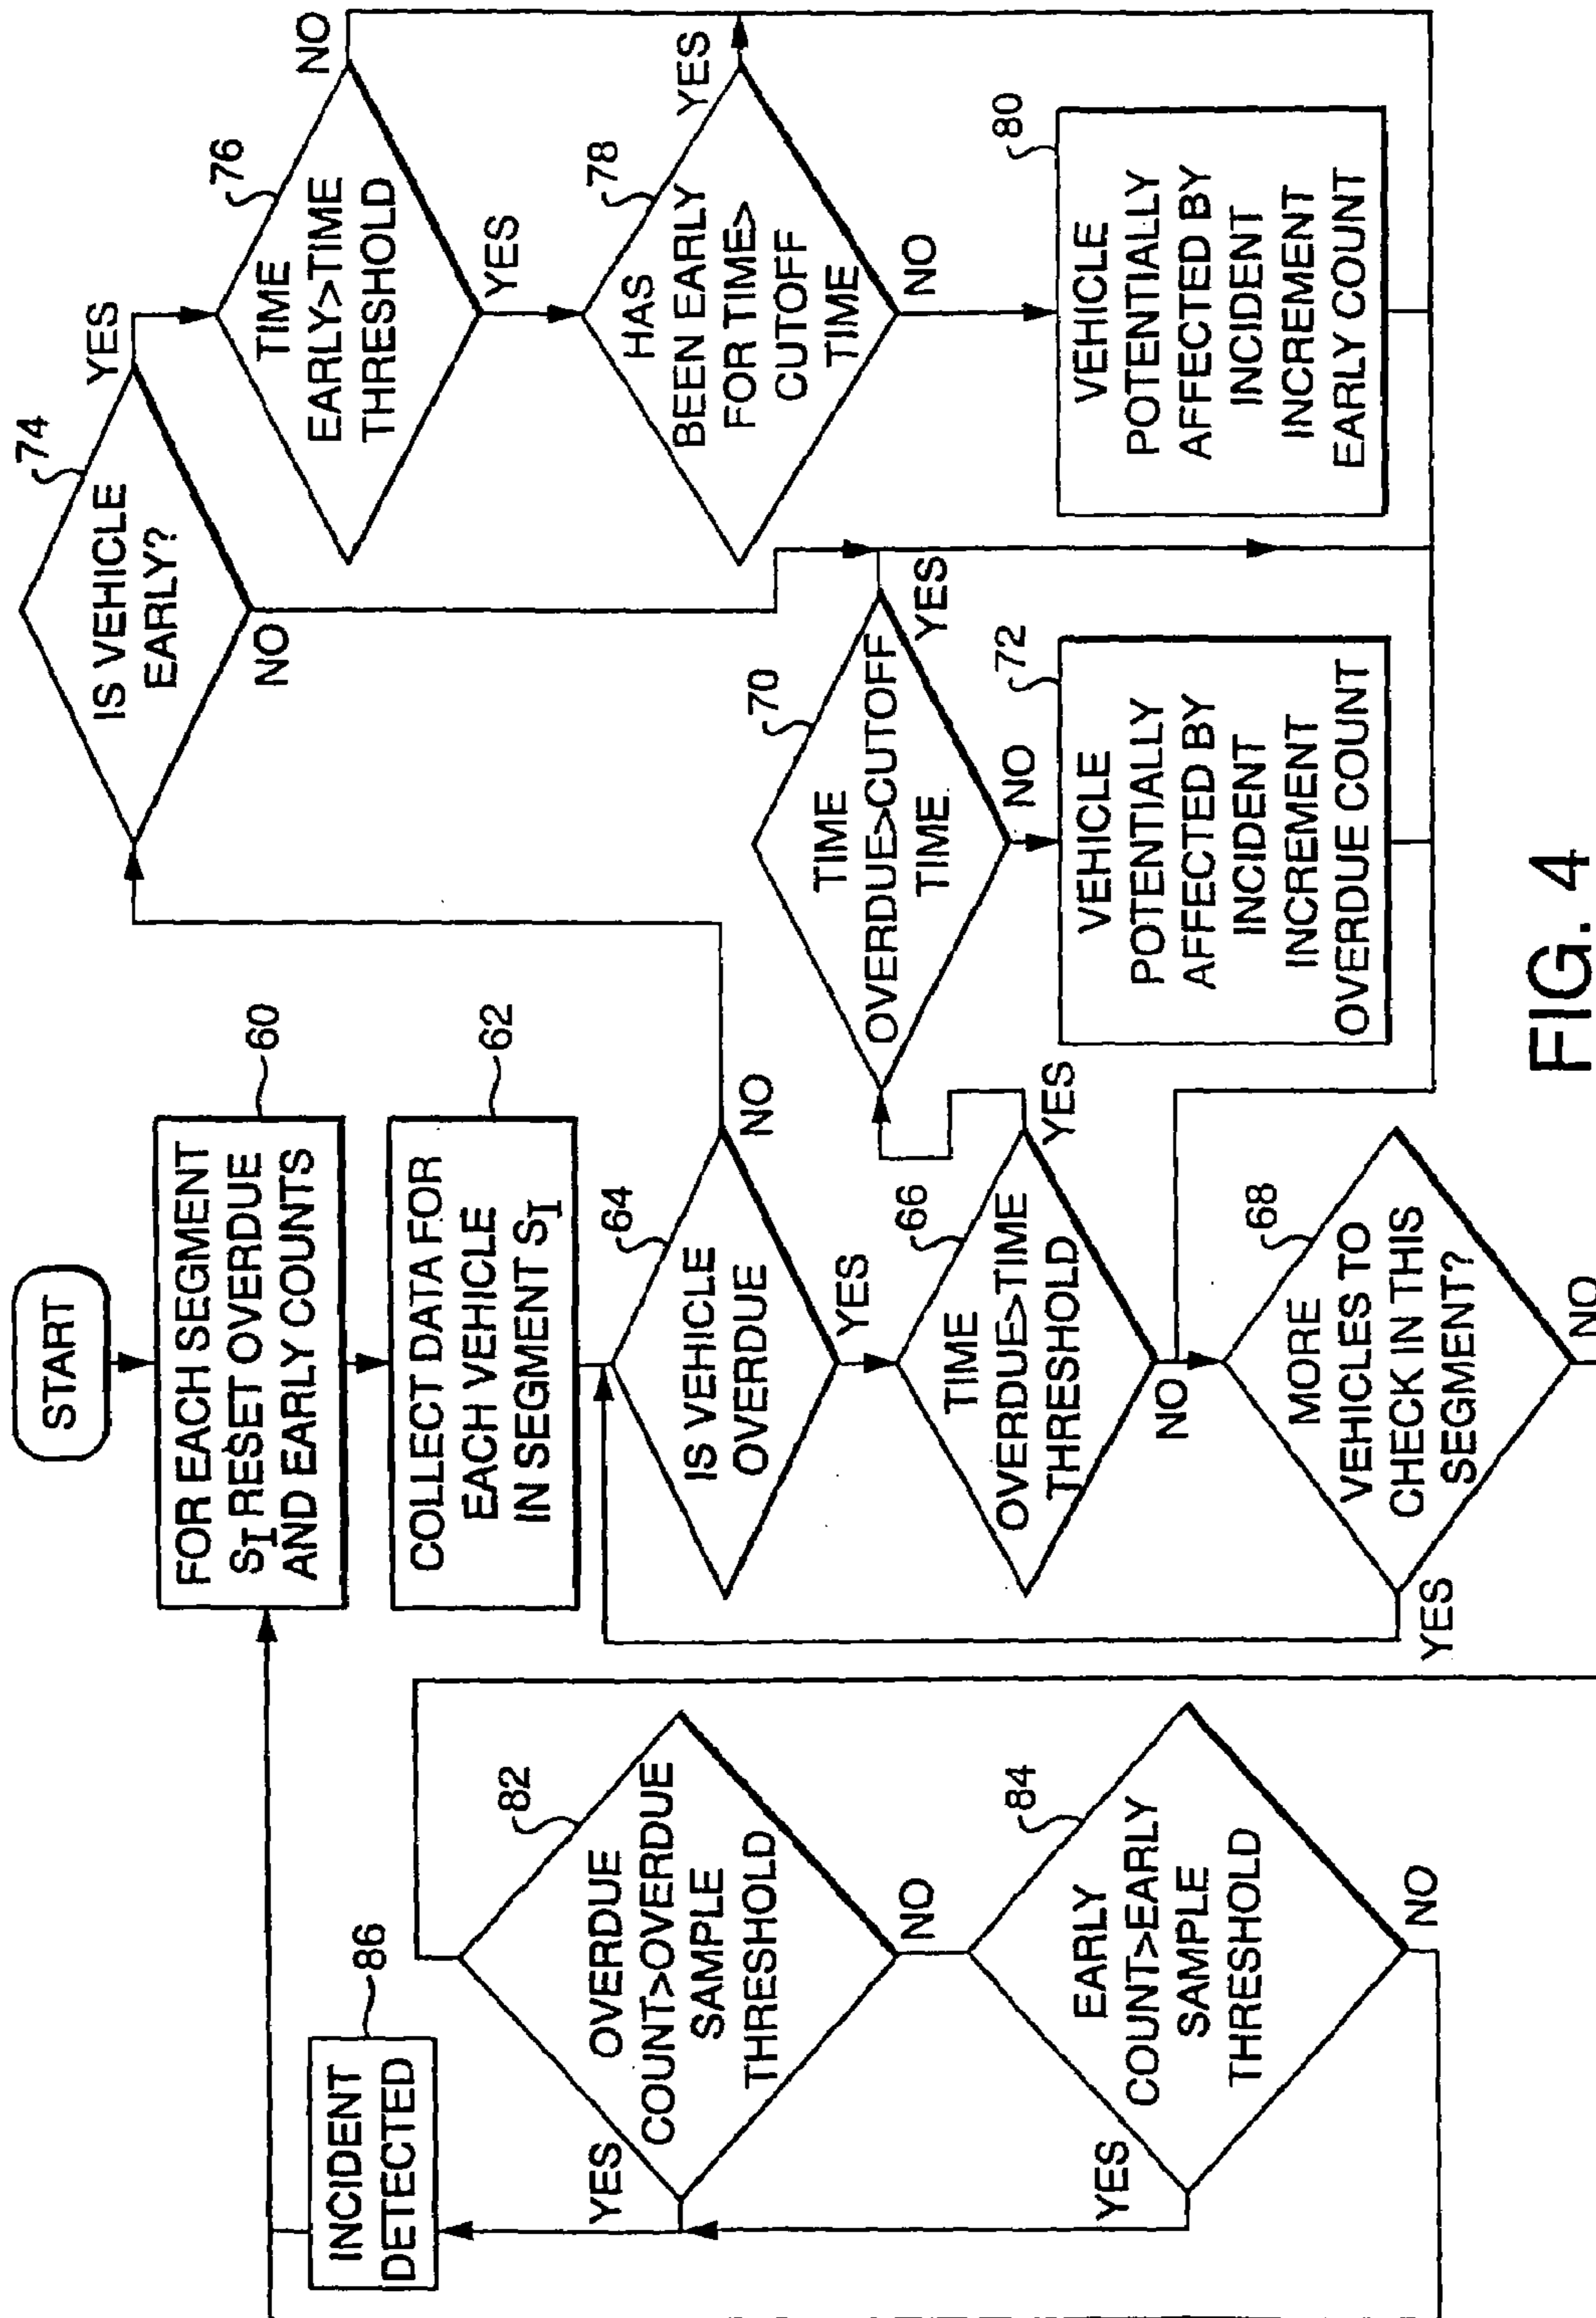 START
FOR EACH SEGMENT
SI RESET OVERDUE
AND EARLY COUNTS
60
COLLECT DATA FOR
EACH VEHICLE
IN SEGMENT SI
62
IS VEHICLE
OVERDUE
64
NO
YES
TIME
OVERDUE>TIME
THRESHOLD
66
YES
NO
MORE
VEHICLES TO
CHECK IN THIS
SEGMENT?
68
YES
NO
TIME
OVERDUE>CUTOFF
TIME
70
YES
NO
VEHICLE
POTENTIALLY
AFFECTED BY
INCIDENT
INCREMENT
OVERDUE COUNT
72
IS VEHICLE
EARLY?
74
YES
NO
TIME
EARLY>TIME
THRESHOLD
76
NO
YES
HAS
BEEN EARLY
FOR TIME>
CUTOFF
TIME
78
YES
NO
VEHICLE
POTENTIALLY
AFFECTED BY
INCIDENT
INCREMENT
EARLY COUNT
80
OVERDUE
COUNT>OVERDUE
SAMPLE
THRESHOLD
82
YES
NO
EARLY
COUNT>EARLY
SAMPLE
THRESHOLD
84
YES
NO
INCIDENT
DETECTED
86
FIG. 4